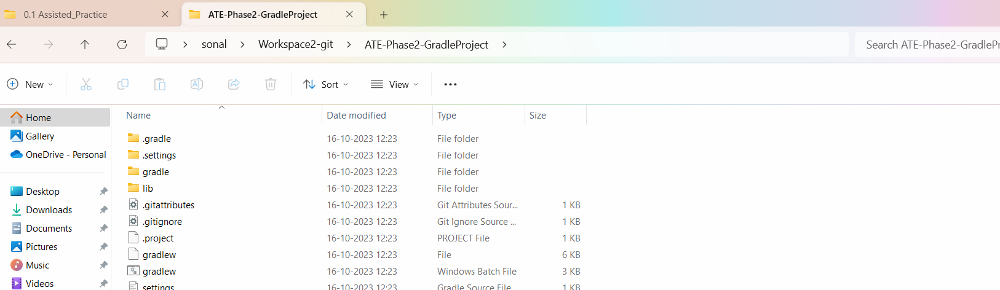 0.1 Assisted_Practice
ATE-Phase2-GradleProject
sonal > Workspace2-git > ATE-Phase2-GradleProject >
Search ATE-Phase2-GradlePr
New
Sort
View
Name Date modified Type Size
Home
Gallery
OneDrive - Personal
Desktop
Downloads
Documents
Pictures
Music
Videos
.gradle 16-10-2023 12:23 File folder
.settings 16-10-2023 12:23 File folder
gradle 16-10-2023 12:23 File folder
lib 16-10-2023 12:23 File folder
.gitattributes 16-10-2023 12:23 Git Attributes Sour... 1 KB
.gitignore 16-10-2023 12:23 Git Ignore Source ... 1 KB
.project 16-10-2023 12:23 PROJECT File 1 KB
gradlew 16-10-2023 12:23 File 6 KB
gradlew 16-10-2023 12:23 Windows Batch File 3 KB
settings 16-10-2023 12:23 Gradle Source File 1 KB